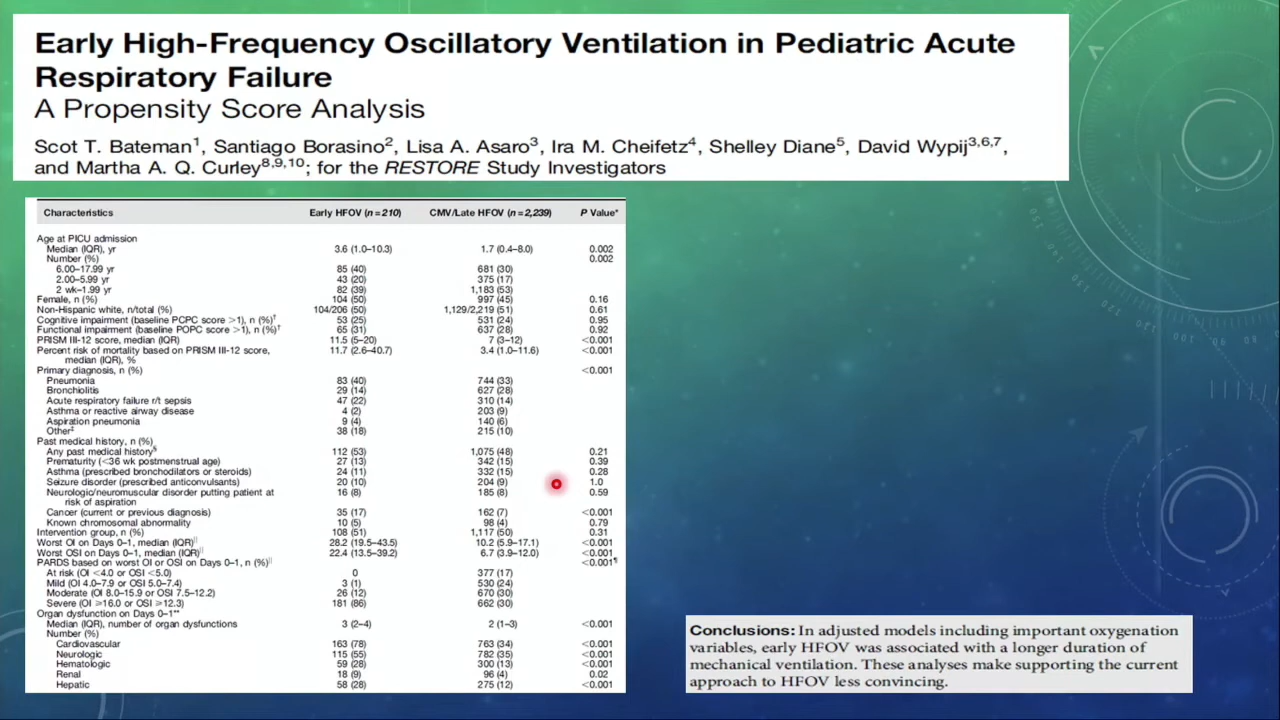 Early High-Frequency Oscillatory Ventilation in Pediatric Acute
Respiratory Failure
A Propensity Score Analysis
Scot T. Bateman1, Santiago Borasino2, Lisa A. Asaro3, Ira M. Cheifetz4, Shelley Diane5, David Wypij3,6,7,
and Martha A. Q. Curley8,9,10; for the RESTORE Study Investigators
Characteristics Early HFOV (n=210) CMV/Late HFOV (n=2,239) P Value*
Age at PICU admission
Median (IQR), yr 3.6 (1.0–10.3) 1.7 (0.4–8.0) 0.002
Number (%) 0.002
6.00–17.99 yr 85 (40) 681 (30)
2.00–5.99 yr 43 (20) 375 (17)
2 wk–1.99 yr 82 (39) 1,183 (53)
Female, n (%) 104 (50) 997 (45) 0.16
Non-Hispanic white, n/total (%) 104/206 (50) 1,129/2,219 (51) 0.61
Cognitive impairment (baseline PCPC score >1), n (%)† 53 (25) 531 (24) 0.95
Functional impairment (baseline POPC score >1), n (%)† 65 (31) 637 (28) 0.92
PRISM III-12 score, median (IQR) 11.5 (5–20) 7 (3–12) <0.001
Percent risk of mortality based on PRISM III-12 score, 11.7 (2.6–40.7) 3.4 (1.0–11.6) <0.001
median (IQR), %
Primary diagnosis, n (%) <0.001
Pneumonia 83 (40) 744 (33)
Bronchiolitis 29 (14) 627 (28)
Acute respiratory failure r/t sepsis 47 (22) 310 (14)
Asthma or reactive airway disease 4 (2) 203 (9)
Aspiration pneumonia 9 (4) 140 (6)
Other‡ 38 (18) 215 (10)
Past medical history, n (%)
Any past medical history§ 112 (53) 1,075 (48) 0.21
Prematurity (<36 wk postmenstrual age) 27 (13) 342 (15) 0.39
Asthma (prescribed bronchodilators or steroids) 24 (11) 332 (15) 0.28
Seizure disorder (prescribed anticonvulsants) 20 (10) 204 (9) 1.0
Neurologic/neuromuscular disorder putting patient at 16 (8) 185 (8) 0.59
risk of aspiration
Cancer (current or previous diagnosis) 35 (17) 162 (7) <0.001
Known chromosomal abnormality 10 (5) 98 (4) 0.79
Intervention group, n (%) 108 (51) 1,117 (50) 0.31
Worst OI on Days 0–1, median (IQR)|| 28.2 (19.5–43.5) 10.2 (5.9–17.1) <0.001
Worst OSI on Days 0–1, median (IQR)|| 22.4 (13.5–39.2) 6.7 (3.9–12.0) <0.001
PARDS based on worst OI or OSI on Days 0–1, n (%)|| <0.001¶
At risk (OI <4.0 or OSI <5.0) 0 377 (17)
Mild (OI 4.0–7.9 or OSI 5.0–7.4) 3 (1) 530 (24)
Moderate (OI 8.0–15.9 or OSI 7.5–12.2) 26 (12) 670 (30)
Severe (OI ≥16.0 or OSI ≥12.3) 181 (86) 662 (30)
Organ dysfunction on Days 0–1**
Median (IQR), number of organ dysfunctions 3 (2–4) 2 (1–3) <0.001
Number (%)
Cardiovascular 163 (78) 763 (34) <0.001
Neurologic 115 (55) 782 (35) <0.001
Hematologic 59 (28) 300 (13) <0.001
Renal 18 (9) 96 (4) 0.02
Hepatic 58 (28) 275 (12) <0.001
Conclusions: In adjusted models including important oxygenation
variables, early HFOV was associated with a longer duration of
mechanical ventilation. These analyses make supporting the current
approach to HFOV less convincing.